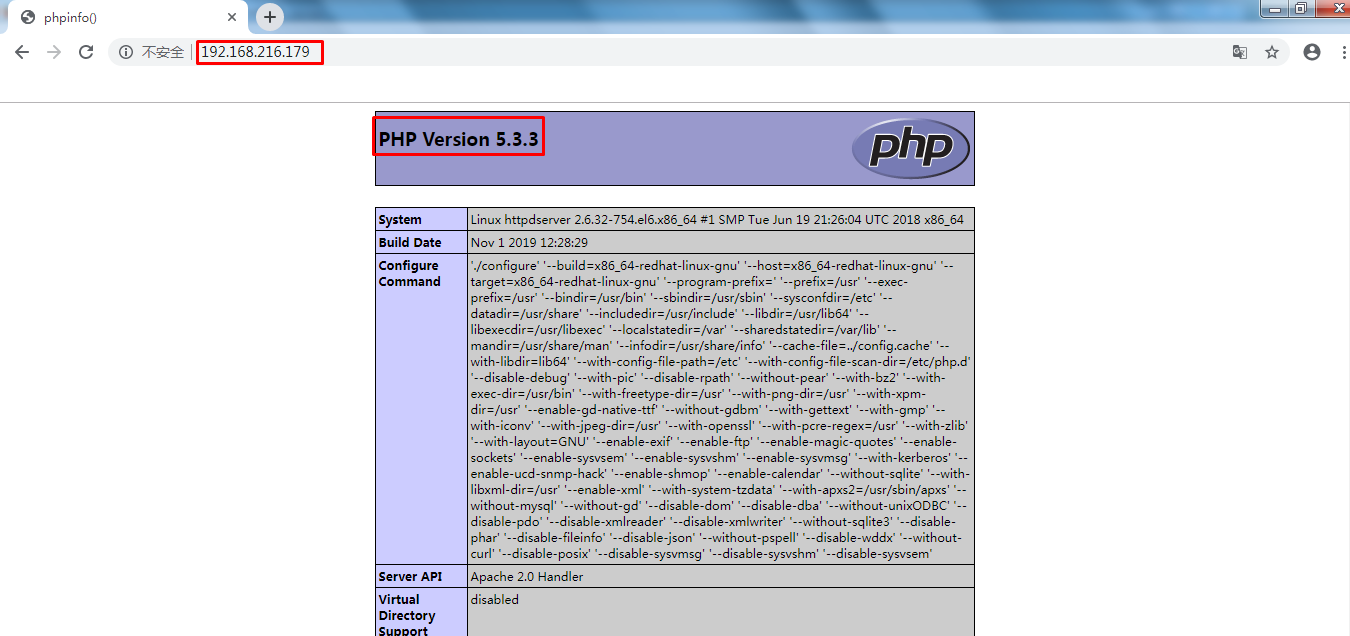 phpinfo()
不安全
192.168.216.179
PHP Version 5.3.3
php
System
Linux httpdserver 2.6.32-754.el6.x86_64 #1 SMP Tue Jun 19 21:26:04 UTC 2018 x86_64
Build Date
Nov 1 2019 12:28:29
Configure
Command
'./configure' '--build=x86_64-redhat-linux-gnu' '--host=x86_64-redhat-linux-gnu' '--
target=x86_64-redhat-linux-gnu' '--program-prefix=' '--prefix=/usr' '--exec-
prefix=/usr' '--bindir=/usr/bin' '--sbindir=/usr/sbin' '--sysconfdir=/etc' '--
datadir=/usr/share' '--includedir=/usr/include' '--libdir=/usr/lib64' '--
libexecdir=/usr/libexec' '--localstatedir=/var' '--sharedstatedir=/var/lib' '--
mandir=/usr/share/man' '--infodir=/usr/share/info' '--cache-file=../config.cache' '--
with-libdir=lib64' '--with-config-file-path=/etc' '--with-config-file-scan-dir=/etc/php.d'
'--disable-debug' '--with-pic' '--disable-rpath' '--without-pear' '--with-bz2' '--with-
exec-dir=/usr/bin' '--with-freetype-dir=/usr' '--with-png-dir=/usr' '--with-xpm-
dir=/usr' '--enable-gd-native-ttf' '--without-gdbm' '--with-gettext' '--with-gmp' '--
with-iconv' '--with-jpeg-dir=/usr' '--with-openssl' '--with-pcre-regex=/usr' '--with-zlib'
'--with-layout=GNU' '--enable-exif' '--enable-ftp' '--enable-magic-quotes' '--enable-
sockets' '--enable-sysvsem' '--enable-sysvshm' '--enable-sysvmsg' '--with-kerberos' '--
enable-ucd-snmp-hack' '--enable-shmop' '--enable-calendar' '--without-sqlite' '--with-
libxml-dir=/usr' '--enable-xml' '--with-system-tzdata' '--with-apxs2=/usr/sbin/apxs' '--
without-mysql' '--without-gd' '--disable-dom' '--disable-dba' '--without-unixODBC' '--
disable-pdo' '--disable-xmlreader' '--disable-xmlwriter' '--without-sqlite3' '--disable-
phar' '--disable-fileinfo' '--disable-json' '--without-pspell' '--disable-wddx' '--without-
curl' '--disable-posix' '--disable-sysvmsg' '--disable-sysvshm' '--disable-sysvsem'
Server API
Apache 2.0 Handler
Virtual
Directory
Support
disabled